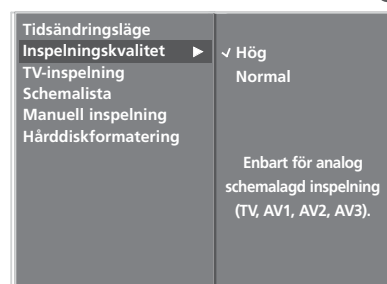 Tidsändringsläge
Inspelningskvalitet ▶
TV-inspelning
Schemalista
Manuell inspelning
Hårddiskformatering
✓ Hög
Normal
Enbart för analog
schemalagd inspelning
(TV, AV1, AV2, AV3).